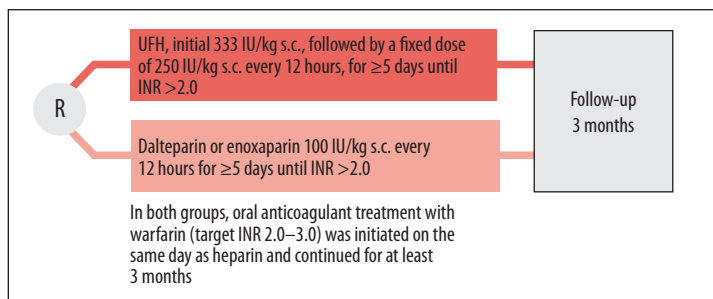 UFH, initial 333 IU/kg s.c., followed by a fixed dose
of 250 IU/kg s.c. every 12 hours, for ≥5 days until
INR >2.0
R
Follow-up
3 months
Dalteparin or enoxaparin 100 IU/kg s.c. every
12 hours for ≥5 days until INR >2.0
In both groups, oral anticoagulant treatment with
warfarin (target INR 2.0–3.0) was initiated on the
same day as heparin and continued for at least
3 months